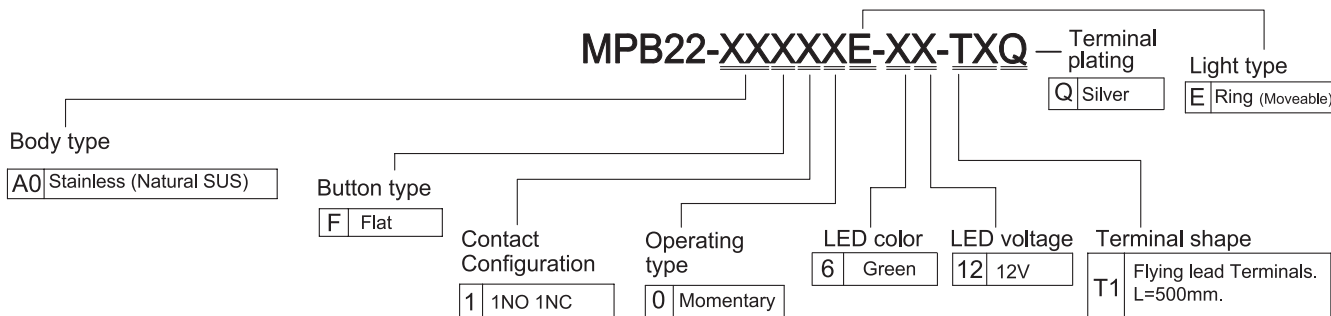 MPB22-XXXXXE-XX-TXQ
Terminal
plating
Q Silver
Light type
E Ring (Moveable)
Body type
A0 Stainless (Natural SUS)
Button type
F Flat
Contact
Configuration
1 1NO 1NC
Operating
type
0 Momentary
LED color
6 Green
LED voltage
12 12V
Terminal shape
T1 Flying lead Terminals.
L=500mm.